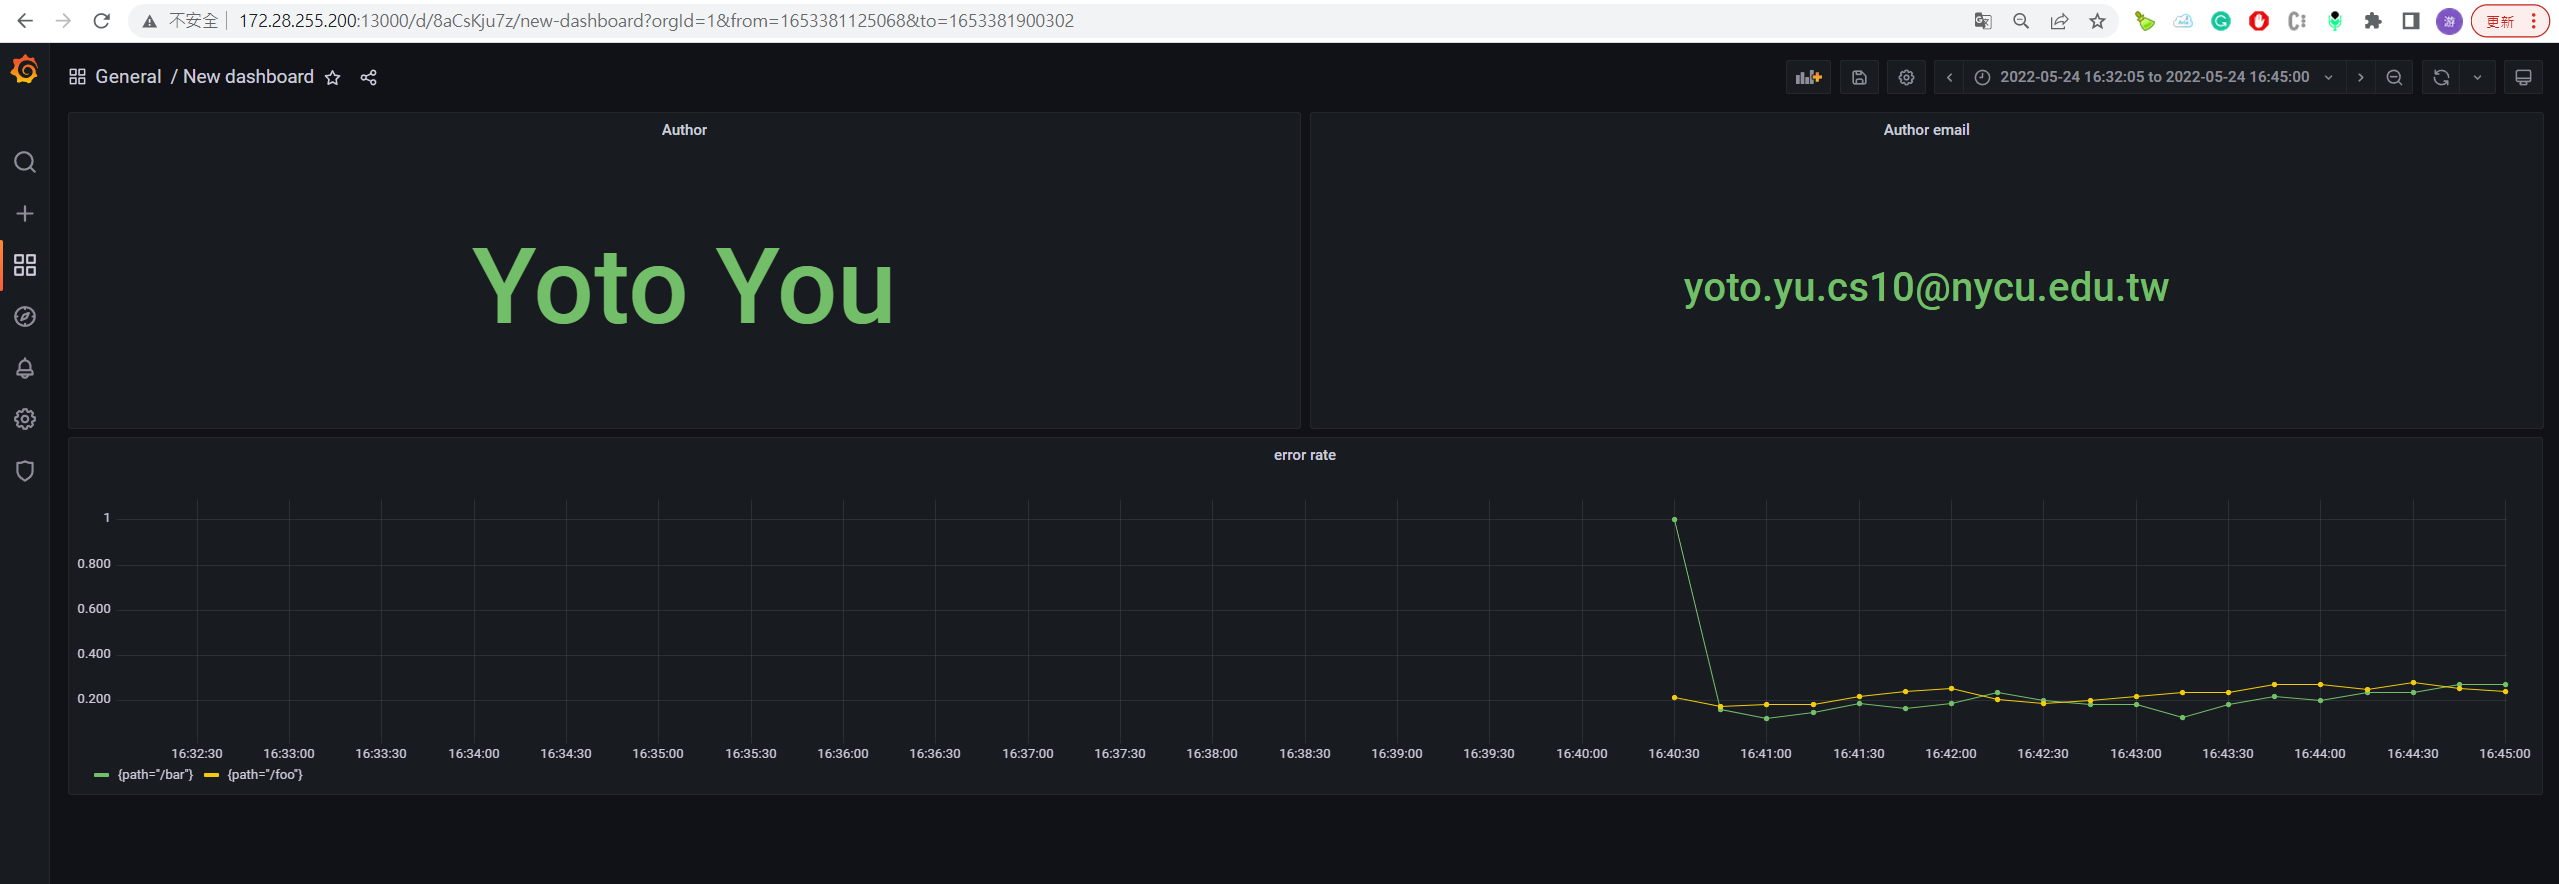 不安全 172.28.255.200:13000/d/8aCsKju7z/new-dashboard?orgId=1&from=1653381125068&to=1653381900302
游 更新
General / New dashboard
2022-05-24 16:32:05 to 2022-05-24 16:45:00
Author
Yoto You
Author email
yoto.yu.cs10@nycu.edu.tw
error rate
1
0.800
0.600
0.400
0.200
16:32:30 16:33:00 16:33:30 16:34:00 16:34:30 16:35:00 16:35:30 16:36:00 16:36:30 16:37:00 16:37:30 16:38:00 16:38:30 16:39:00 16:39:30 16:40:00 16:40:30 16:41:00 16:41:30 16:42:00 16:42:30 16:43:00 16:43:30 16:44:00 16:44:30 16:45:00
{path="/bar"} {path="/foo"}